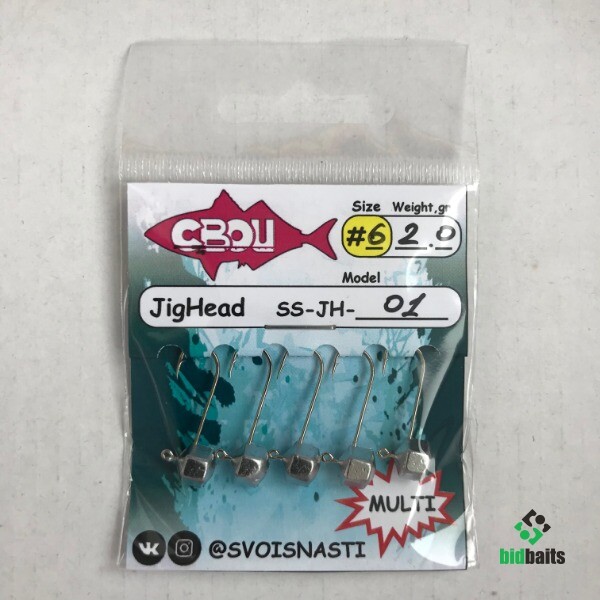 Size Weight,gr
СВОИ #6 2.0
Model
JigHead SS-JH- 01
MULTI
@SVOISNASTI
bidbaits